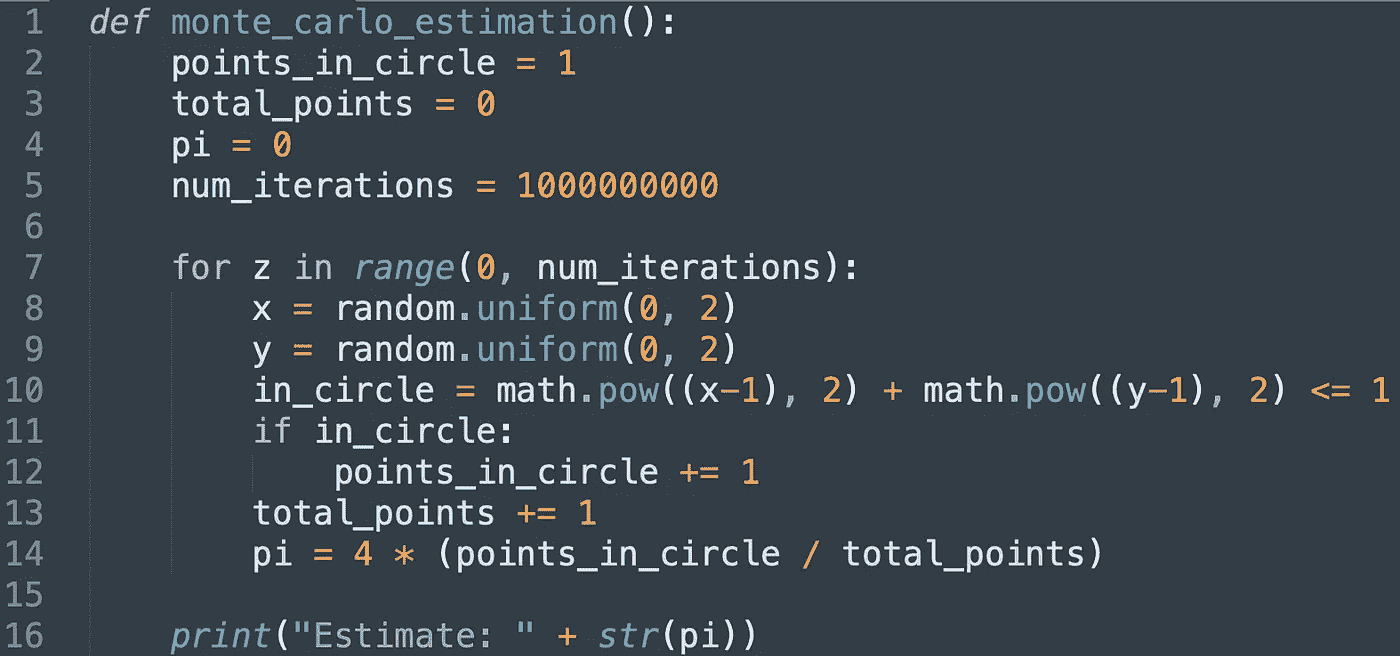 1 def monte_carlo_estimation():
2     points_in_circle = 1
3     total_points = 0
4     pi = 0
5     num_iterations = 1000000000
6
7     for z in range(0, num_iterations):
8         x = random.uniform(0, 2)
9         y = random.uniform(0, 2)
10         in_circle = math.pow((x-1), 2) + math.pow((y-1), 2) <= 1
11         if in_circle:
12             points_in_circle += 1
13         total_points += 1
14         pi = 4 * (points_in_circle / total_points)
15
16     print("Estimate: " + str(pi))